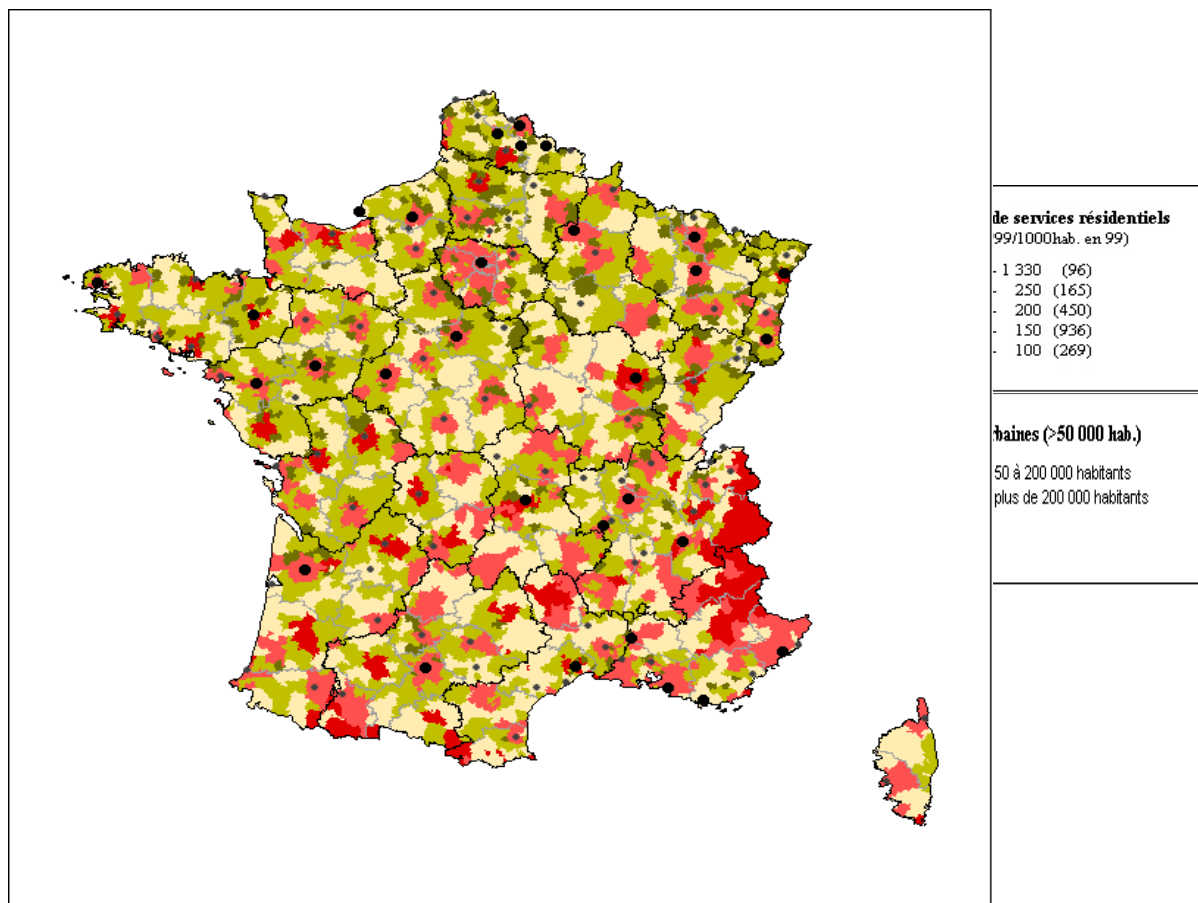 de services résidentiels
99/1000hab. en 99)
- 1 330 (96)
- 250 (165)
- 200 (450)
- 150 (936)
- 100 (269)
baines (>50 000 hab.)
50 à 200 000 habitants
plus de 200 000 habitants